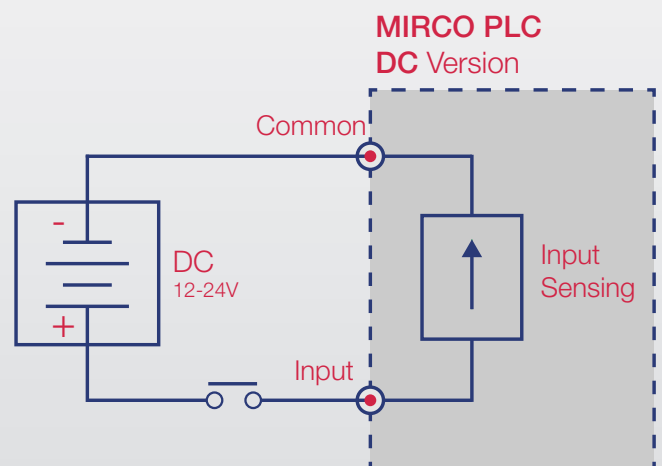 MIRCO PLC
DC Version
Common
-
DC
12-24V
+
Input
Sensing
Input